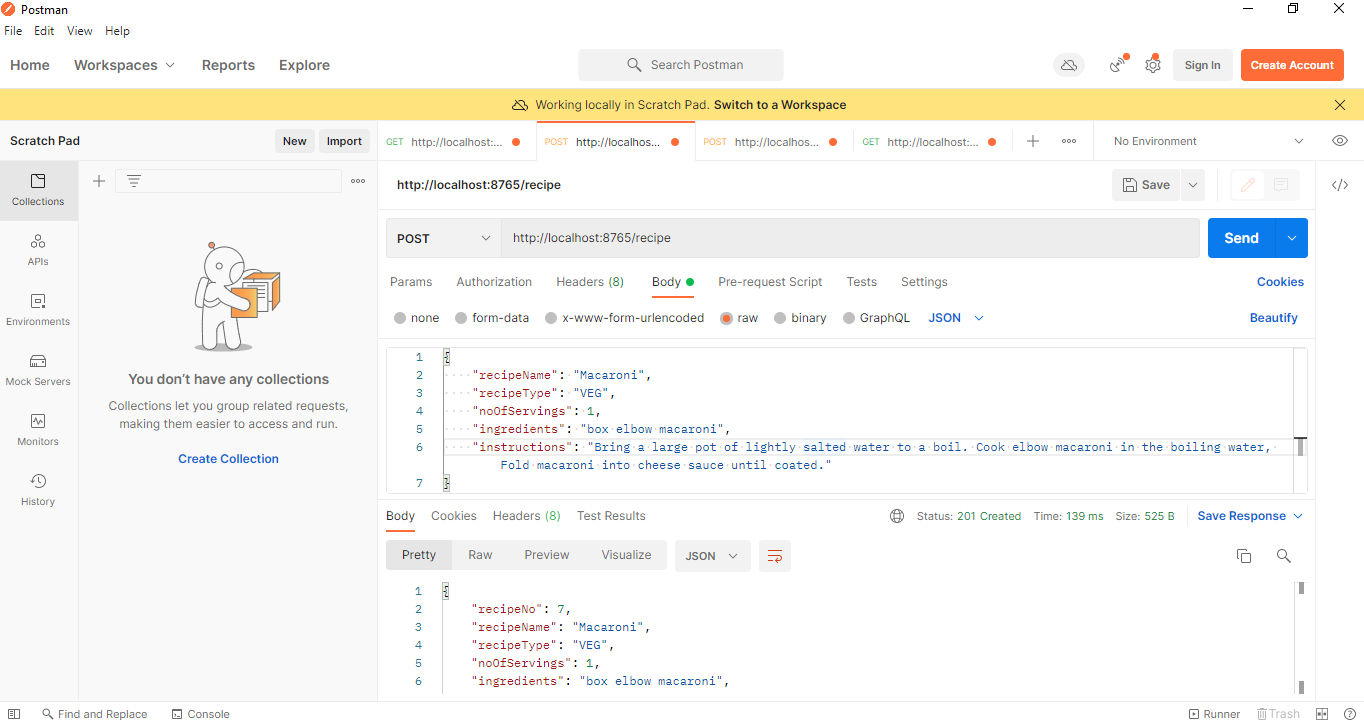 Postman
File Edit View Help
Home Workspaces Reports Explore Search Postman Sign In Create Account
Working locally in Scratch Pad. Switch to a Workspace
Scratch Pad New Import GET http://localhost:... POST http://localhos... POST http://localhos... GET http://localhost:... No Environment
Collections
APIs
Environments
Mock Servers
Monitors
History
You don't have any collections
Collections let you group related requests,
making them easier to access and run.
Create Collection
http://localhost:8765/recipe Save
POST http://localhost:8765/recipe Send
Params Authorization Headers (8) Body Pre-request Script Tests Settings Cookies
none form-data x-www-form-urlencoded raw binary GraphQL JSON Beautify
1 {
2 "recipeName": "Macaroni",
3 "recipeType": "VEG",
4 "noOfServings": 1,
5 "ingredients": "box elbow macaroni",
6 "instructions": "Bring a large pot of lightly salted water to a boil. Cook elbow macaroni in the boiling water,
Fold macaroni into cheese sauce until coated."
7 }
Body Cookies Headers (8) Test Results Status: 201 Created Time: 139 ms Size: 525 B Save Response
Pretty Raw Preview Visualize JSON
1 {
2 "recipeNo": 7,
3 "recipeName": "Macaroni",
4 "recipeType": "VEG",
5 "noOfServings": 1,
6 "ingredients": "box elbow macaroni",
Find and Replace Console Runner Trash